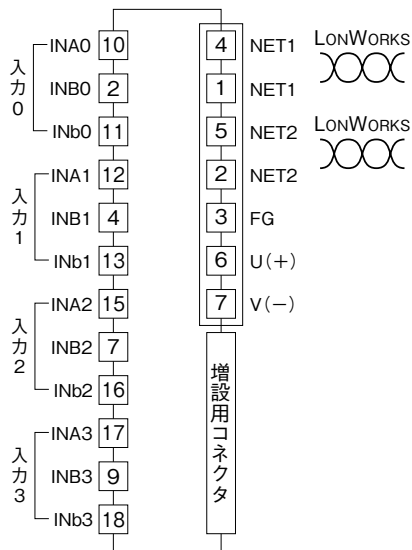 入力0
INA0 10
INB0 2
INb0 11
入力1
INA1 12
INB1 4
INb1 13
入力2
INA2 15
INB2 7
INb2 16
入力3
INA3 17
INB3 9
INb3 18
4 NET1 LONWORKS
1 NET1
5 NET2 LONWORKS
2 NET2
3 FG
6 U(+)
7 V(−)
増設用コネクタ